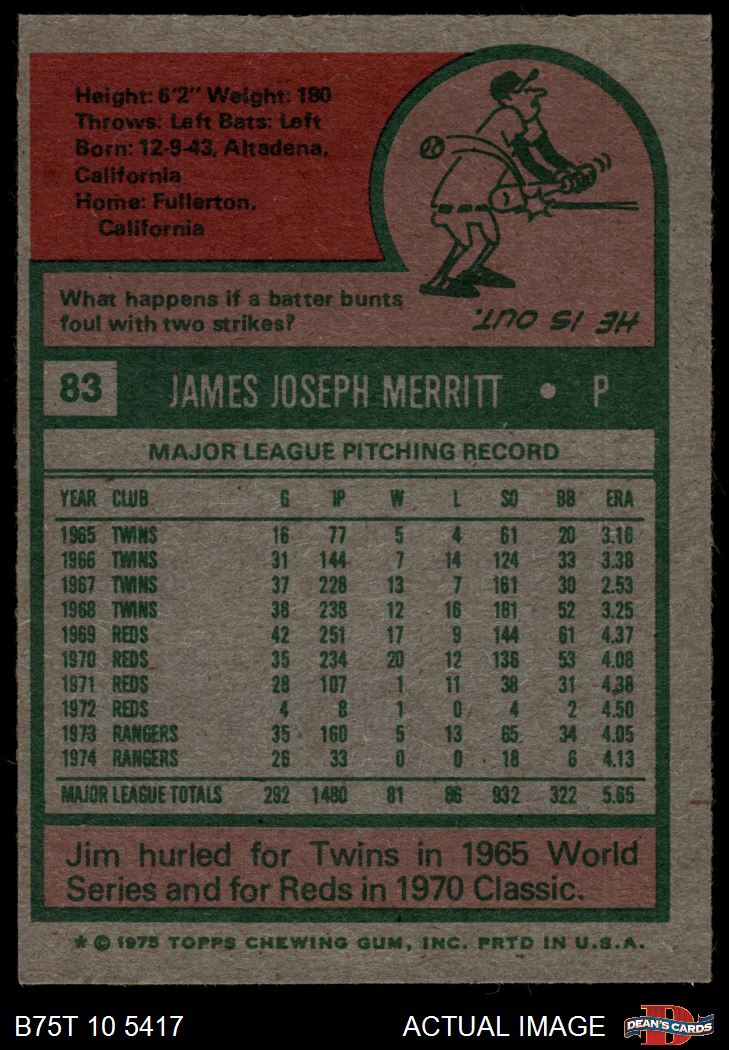 Height: 6'2" Weight: 180
Throws: Left Bats: Left
Born: 12-9-43, Altadena,
California
Home: Fullerton,
California
What happens if a batter bunts
foul with two strikes?
HE IS OUT.
83 JAMES JOSEPH MERRITT • P
MAJOR LEAGUE PITCHING RECORD
YEAR CLUB G IP W L SO BB ERA
1965 TWINS 16 77 5 4 61 20 3.16
1966 TWINS 31 144 7 14 124 33 3.38
1967 TWINS 37 228 13 7 161 30 2.53
1968 TWINS 38 238 12 16 181 52 3.25
1969 REDS 42 251 17 9 144 61 4.37
1970 REDS 35 234 20 12 136 53 4.08
1971 REDS 28 107 1 11 38 31 4.38
1972 REDS 4 8 1 0 4 2 4.50
1973 RANGERS 35 160 5 13 65 34 4.05
1974 RANGERS 26 33 0 0 18 6 4.13
MAJOR LEAGUE TOTALS 292 1480 81 86 932 322 5.65
Jim hurled for Twins in 1965 World
Series and for Reds in 1970 Classic.
* © 1975 TOPPS CHEWING GUM, INC. PRTD IN U.S.A.
B75T 10 5417 ACTUAL IMAGE DEAN'S CARDS